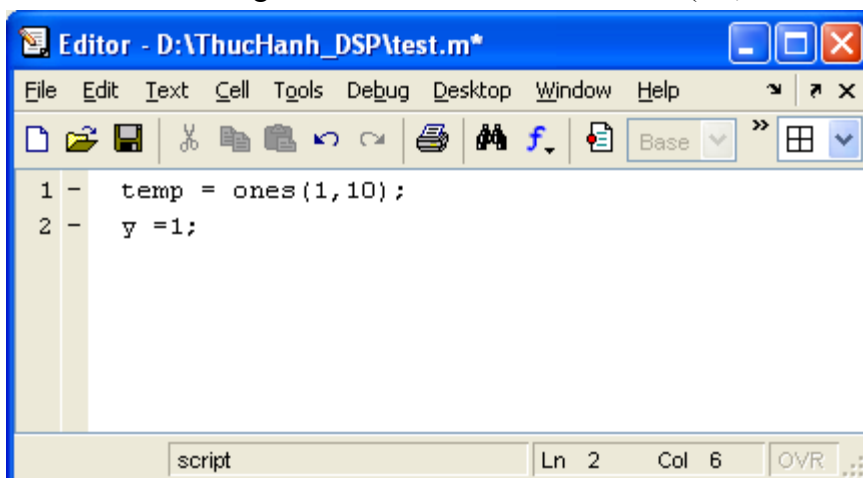 Editor - D:\ThucHanh_DSP\test.m*
File Edit Text Cell Tools Debug Desktop Window Help
f Base »
1 - temp = ones(1,10);
2 - y =1;
script Ln 2 Col 6 OVR